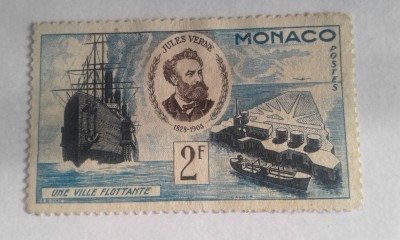 JULES VERNE
1828-1905
MONACO
POSTES
2F
UNE VILLE FLOTTANTE